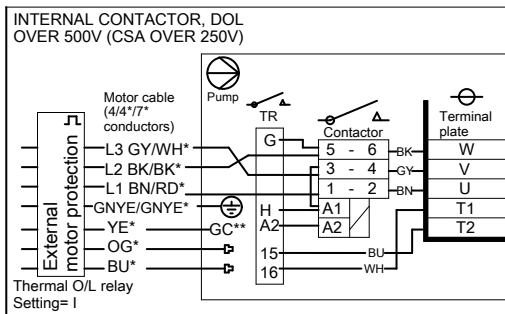 INTERNAL CONTACTOR, DOL
OVER 500V (CSA OVER 250V)
Motor cable
(4/4*/7*
conductors)
Pump
TR
Contactor
Terminal
plate
External
motor protection
L3 GY/WH*
L2 BK/BK*
L1 BN/RD*
GNYE/GNYE*
YE*
OG*
BU*
GC**
G
H
A2
15
16
5 - 6
3 - 4
1 - 2
A1
A2
BK
GY
BN
BU
WH
W
V
U
T1
T2
Thermal O/L relay
Setting= I